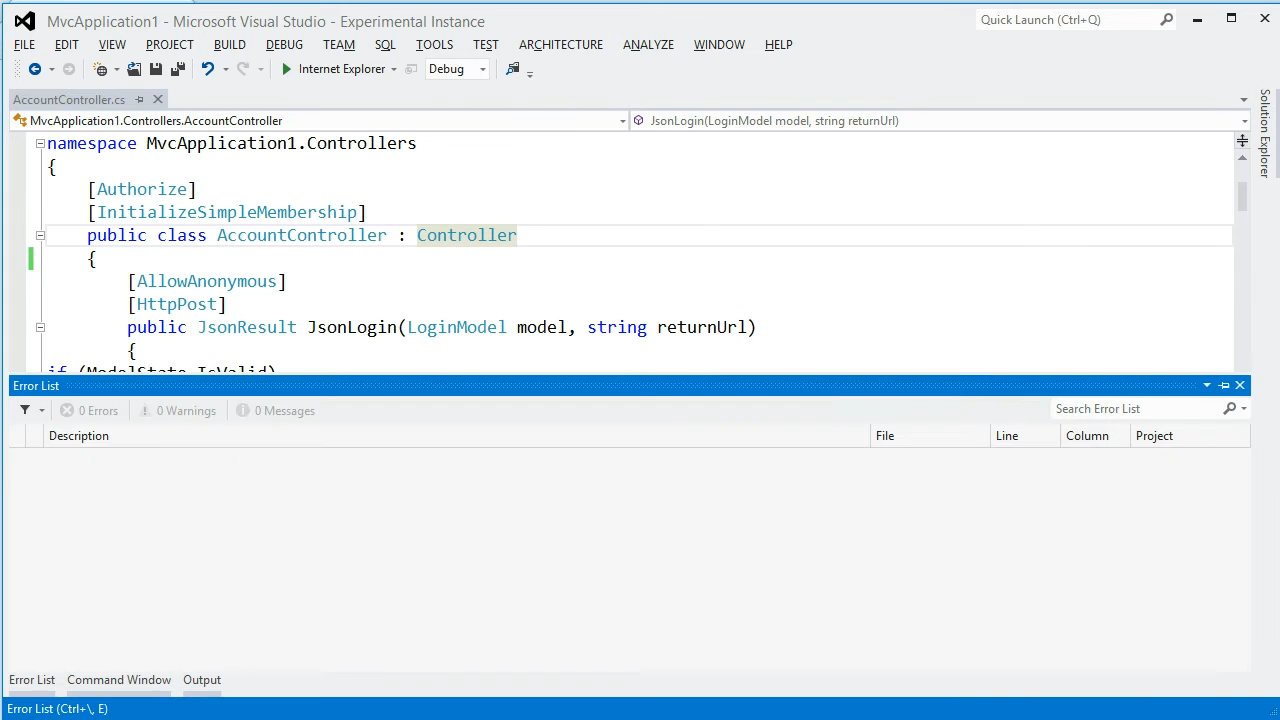 MvcApplication1 - Microsoft Visual Studio - Experimental Instance
Quick Launch (Ctrl+Q)
FILE EDIT VIEW PROJECT BUILD DEBUG TEAM SQL TOOLS TEST ARCHITECTURE ANALYZE WINDOW HELP
Internet Explorer Debug
AccountController.cs
Solution Explorer
MvcApplication1.Controllers.AccountController JsonLogin(LoginModel model, string returnUrl)
namespace MvcApplication1.Controllers
{
[Authorize]
[InitializeSimpleMembership]
public class AccountController : Controller
{
[AllowAnonymous]
[HttpPost]
public JsonResult JsonLogin(LoginModel model, string returnUrl)
{
if (ModelState.IsValid)
Error List
0 Errors 0 Warnings 0 Messages Search Error List
Description File Line Column Project
Error List Command Window Output
Error List (Ctrl+\, E)